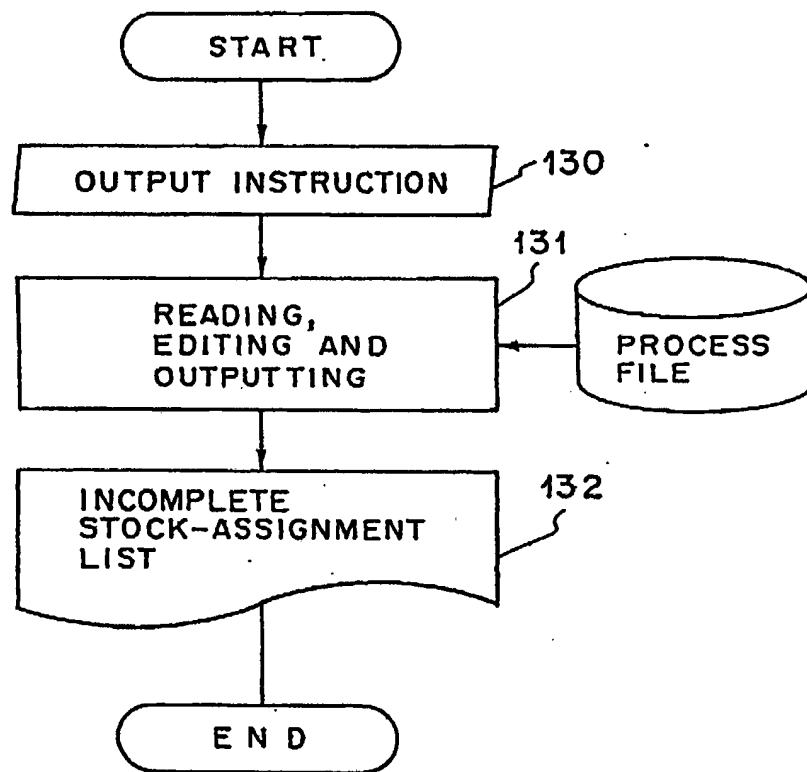 START
OUTPUT INSTRUCTION
130
131
READING,
EDITING AND
OUTPUTTING
PROCESS
FILE
132
INCOMPLETE
STOCK-ASSIGNMENT
LIST
END